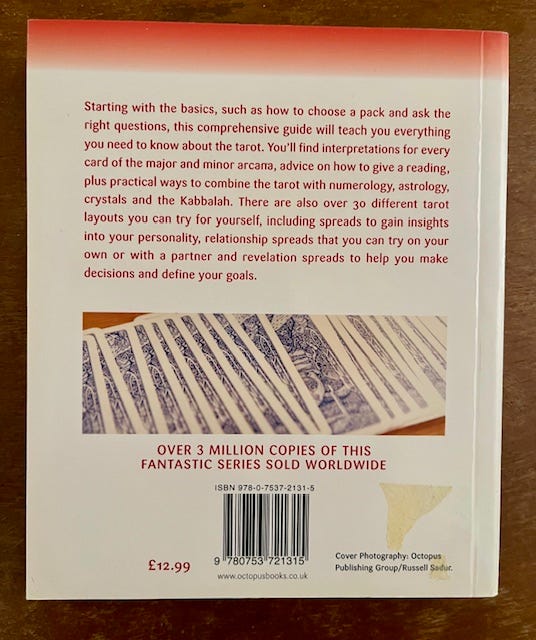 Starting with the basics, such as how to choose a pack and ask the
right questions, this comprehensive guide will teach you everything
you need to know about the tarot. You'll find interpretations for every
card of the major and minor arcana, advice on how to give a reading,
plus practical ways to combine the tarot with numerology, astrology,
crystals and the Kabbalah. There are also over 30 different tarot
layouts you can try for yourself, including spreads to gain insights
into your personality, relationship spreads that you can try on your
own or with a partner and revelation spreads to help you make
decisions and define your goals.
OVER 3 MILLION COPIES OF THIS
FANTASTIC SERIES SOLD WORLDWIDE
ISBN 978-0-7537-2131-5
9 780753 721315
£12.99
www.octopusbooks.co.uk
Cover Photography: Octopus
Publishing Group/Russell Sadur.